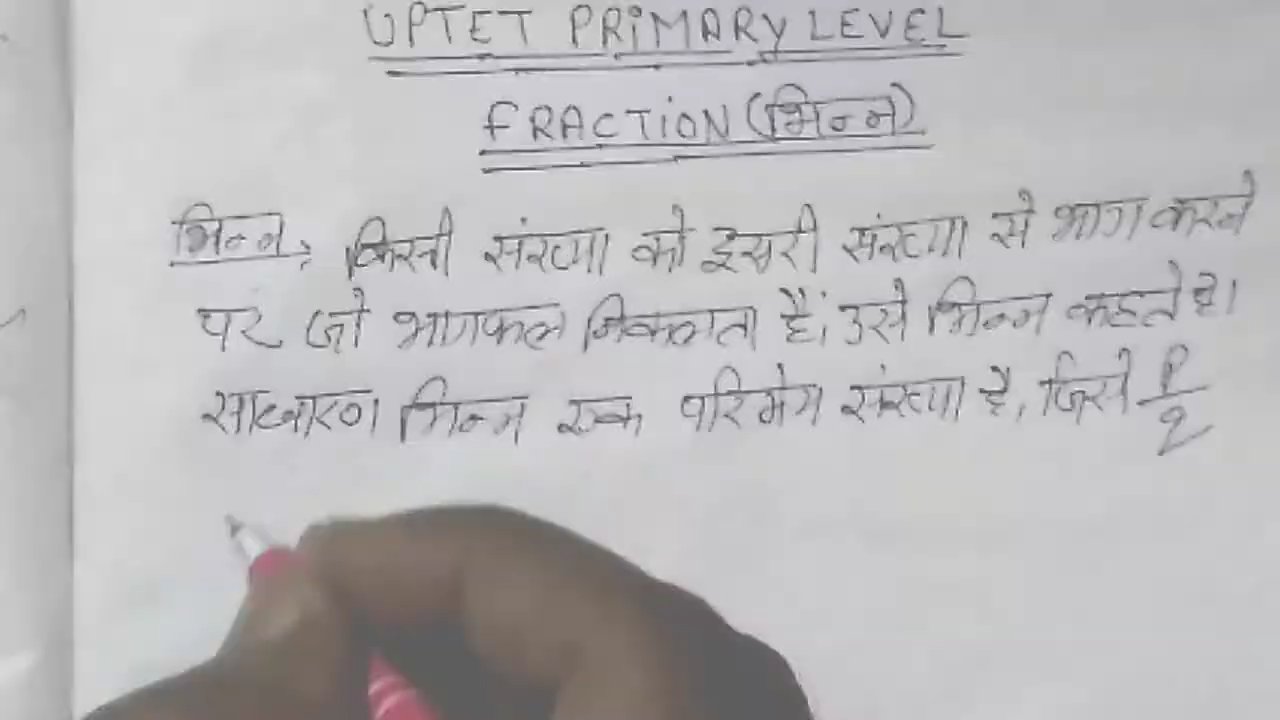 UPTET PRIMARY LEVEL
FRACTION (भिन्न)
भिन्न:, किसी संख्या को दूसरी संख्या से भाग करने
पर जो भागफल निकलता है, उसे भिन्न कहते है।
साधारण भिन्न एक परिमेय संख्या है, जिसे P/q